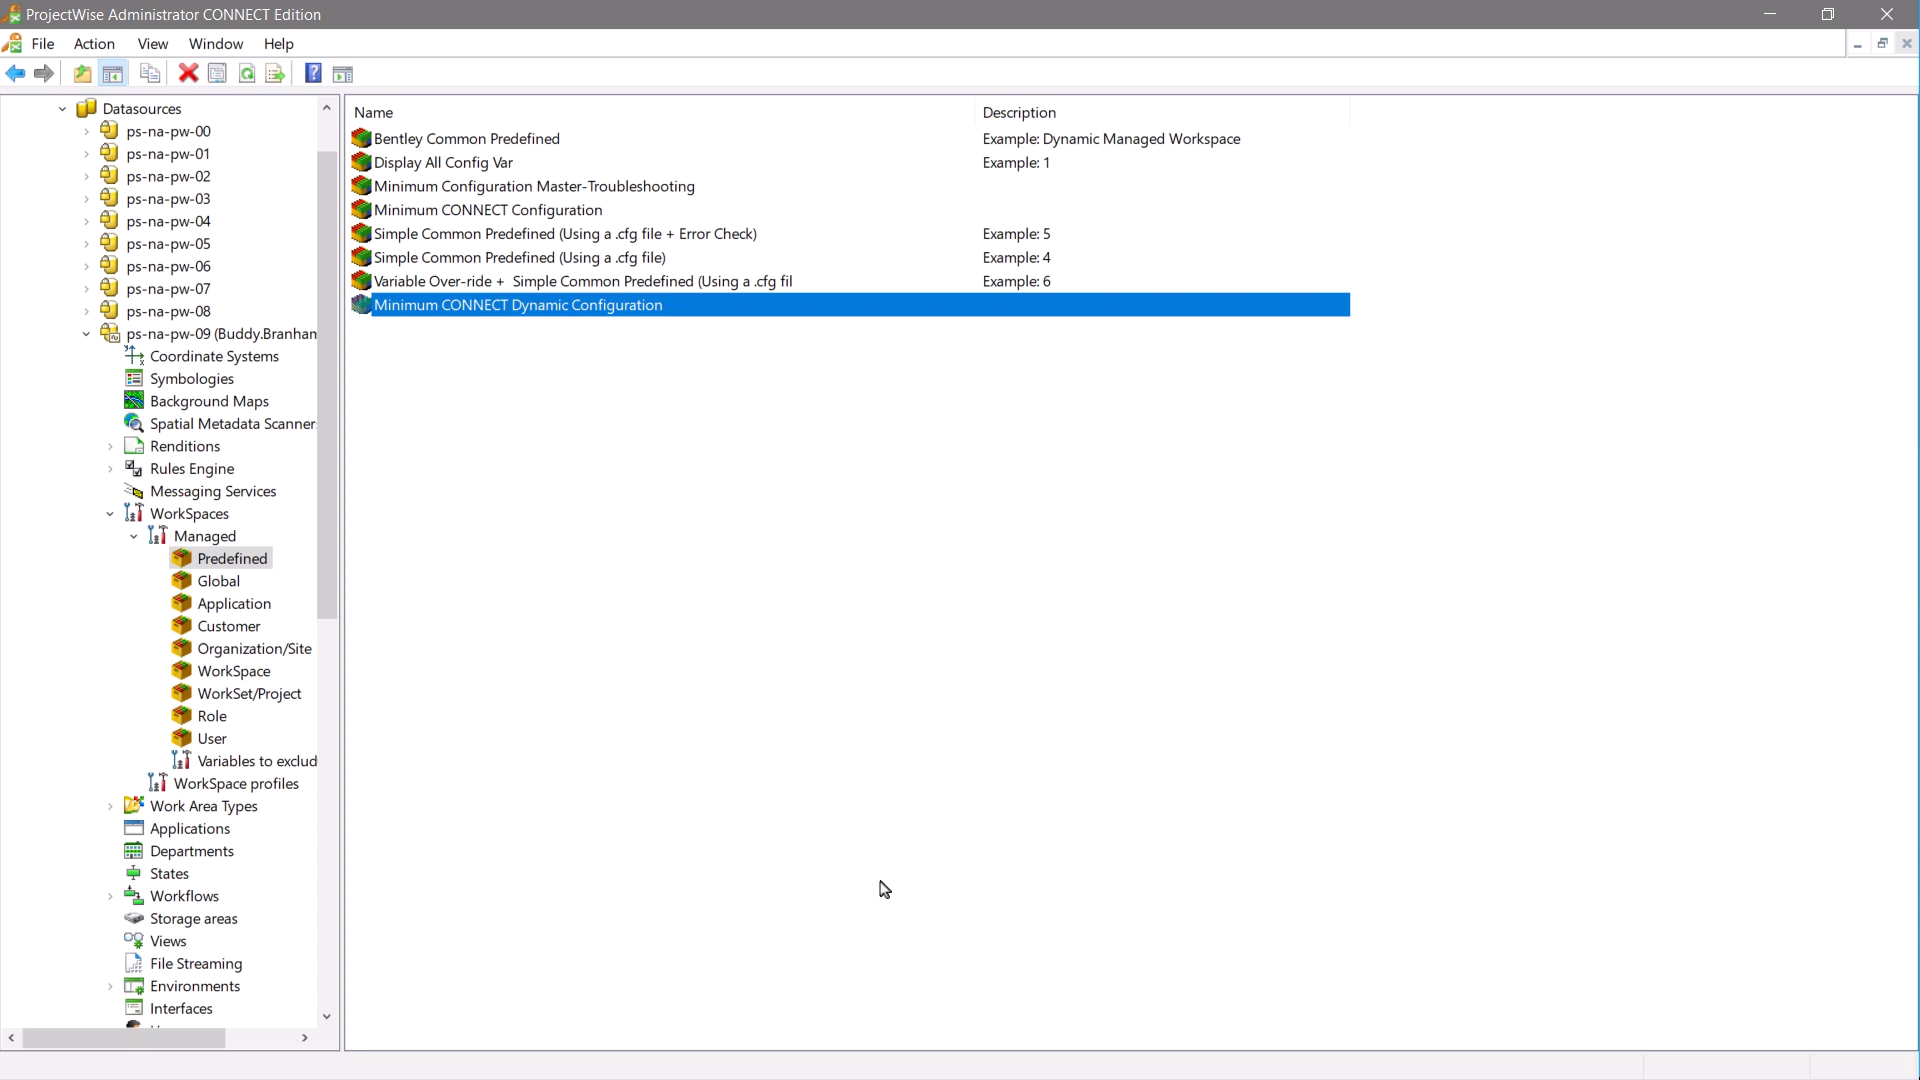 ProjectWise Administrator CONNECT Edition
File Action View Window Help
Datasources
ps-na-pw-00
ps-na-pw-01
ps-na-pw-02
ps-na-pw-03
ps-na-pw-04
ps-na-pw-05
ps-na-pw-06
ps-na-pw-07
ps-na-pw-08
ps-na-pw-09 (Buddy.Branham
Coordinate Systems
Symbologies
Background Maps
Spatial Metadata Scanner
Renditions
Rules Engine
Messaging Services
WorkSpaces
Managed
Predefined
Global
Application
Customer
Organization/Site
WorkSpace
WorkSet/Project
Role
User
Variables to exclud
WorkSpace profiles
Work Area Types
Applications
Departments
States
Workflows
Storage areas
Views
File Streaming
Environments
Interfaces
Name Description
Bentley Common Predefined Example: Dynamic Managed Workspace
Display All Config Var Example: 1
Minimum Configuration Master-Troubleshooting
Minimum CONNECT Configuration
Simple Common Predefined (Using a .cfg file + Error Check) Example: 5
Simple Common Predefined (Using a .cfg file) Example: 4
Variable Over-ride + Simple Common Predefined (Using a .cfg fil Example: 6
Minimum CONNECT Dynamic Configuration